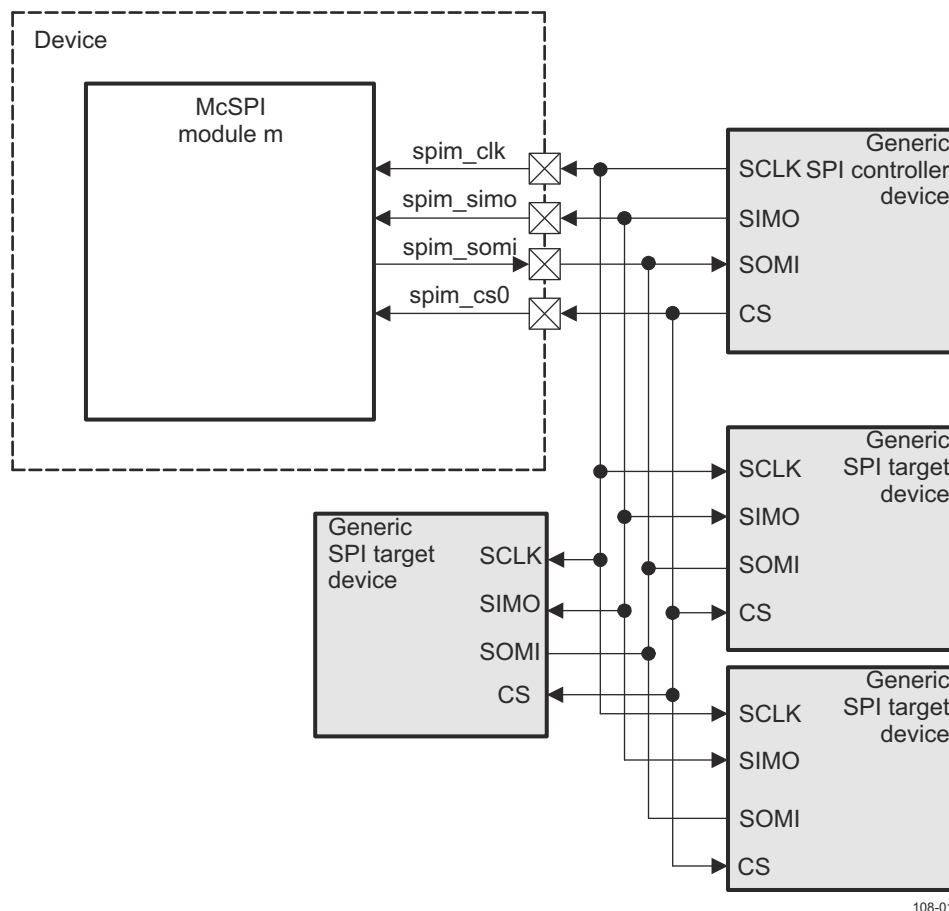 Device
McSPI
module m
spim_clk
spim_simo
spim_somi
spim_cs0
Generic
SCLK SPI controller
device
SIMO
SOMI
CS
Generic
SCLK SPI target
device
SIMO
SOMI
CS
Generic
SPI target SCLK
device
SIMO
SOMI
CS
Generic
SCLK SPI target
device
SIMO
SOMI
CS